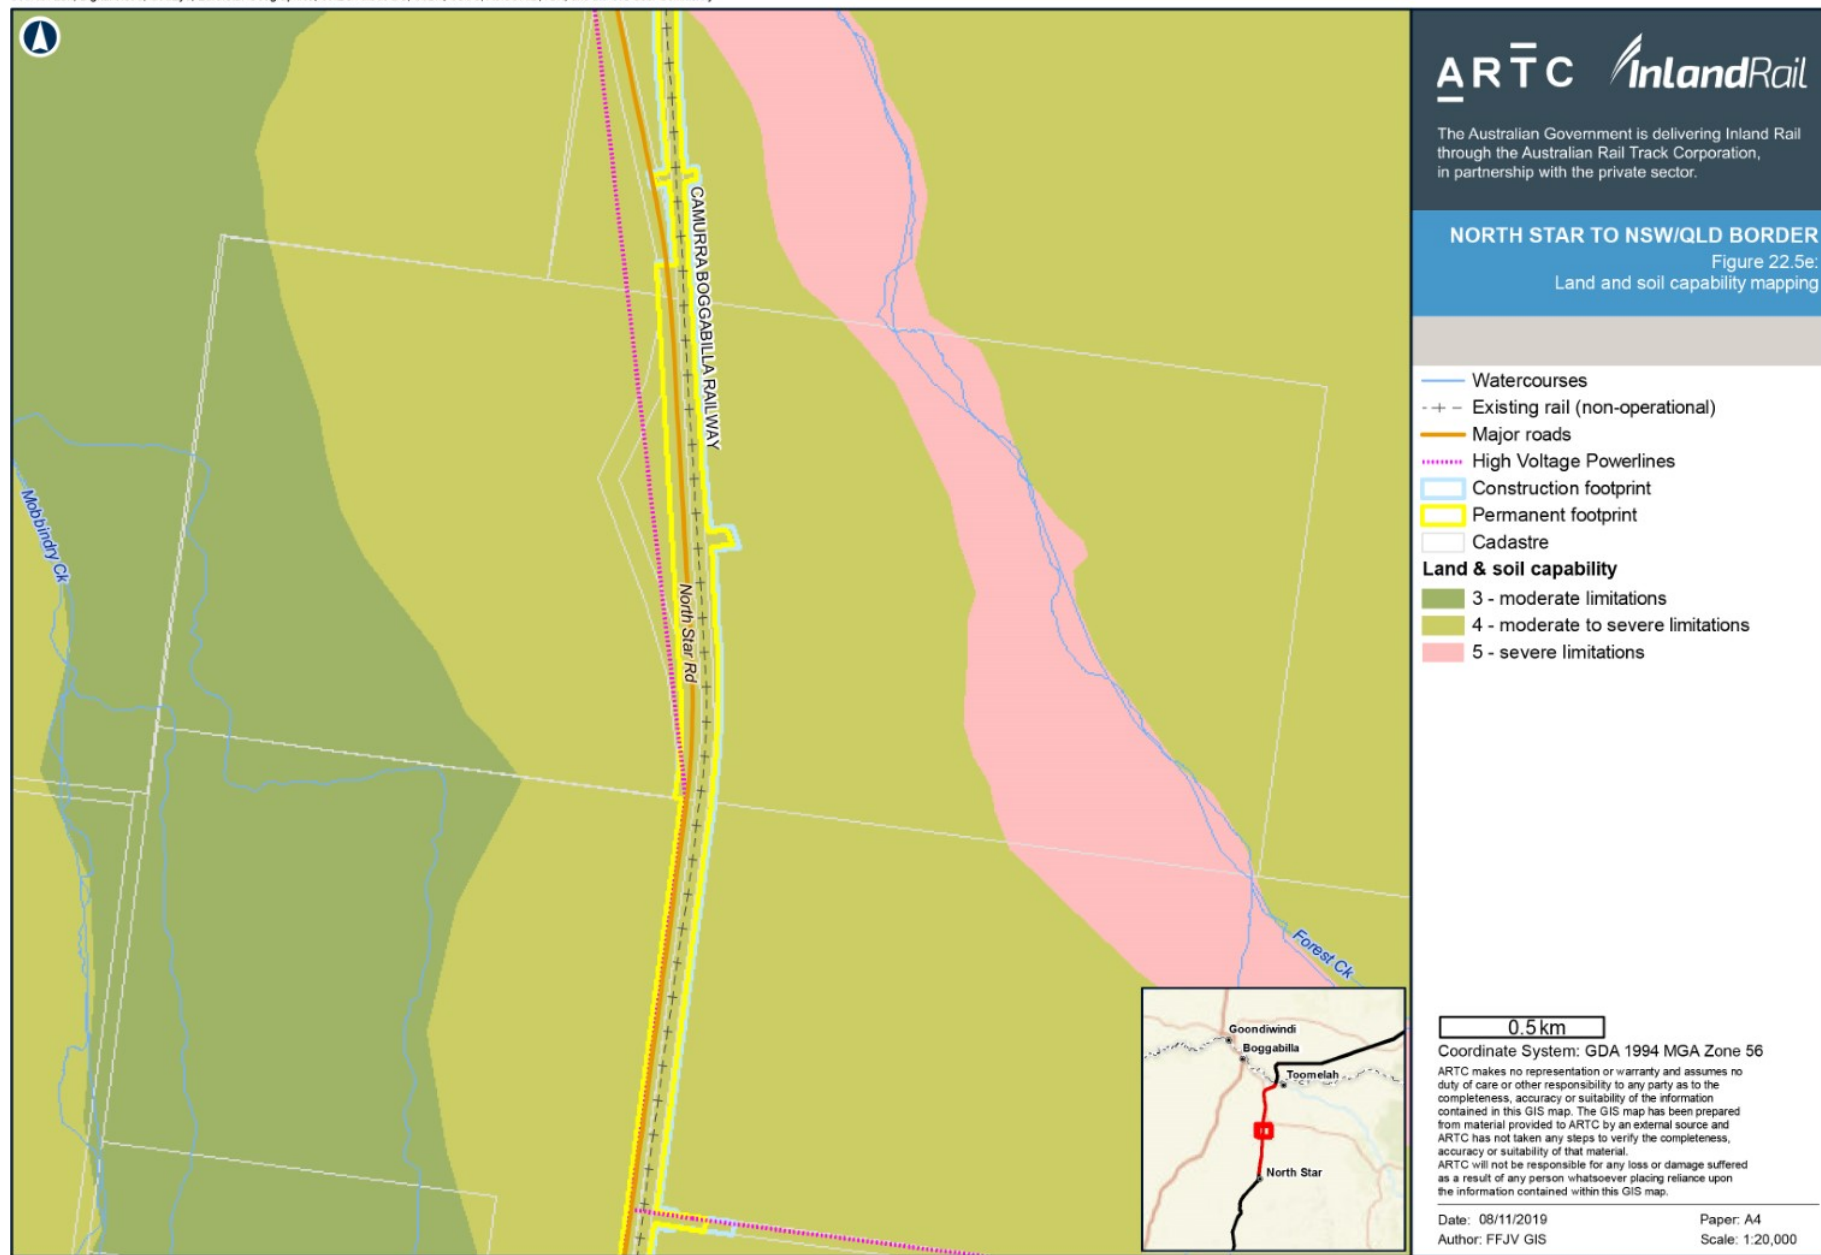 ARTC InlandRail
The Australian Government is delivering Inland Rail
through the Australian Rail Track Corporation,
in partnership with the private sector.
NORTH STAR TO NSW/QLD BORDER
Figure 22.5e:
Land and soil capability mapping
Watercourses
Existing rail (non-operational)
Major roads
High Voltage Powerlines
Construction footprint
Permanent footprint
Cadastre
Land & soil capability
3 - moderate limitations
4 - moderate to severe limitations
5 - severe limitations
CAMURRA BOGGABILLA RAILWAY
North Star Rd
Mobbindry Ck
Forest Ck
Goondiwindi
Boggabilla
Toomelah
North Star
0.5 km
Coordinate System: GDA 1994 MGA Zone 56
ARTC makes no representation or warranty and assumes no
duty of care or other responsibility to any party as to the
completeness, accuracy or suitability of the information
contained in this GIS map. The GIS map has been prepared
from material provided to ARTC by an external source and
ARTC has not taken any steps to verify the completeness,
accuracy or suitability of that material.
ARTC will not be responsible for any loss or damage suffered
as a result of any person whatsoever placing reliance upon
the information contained within this GIS map.
Date: 08/11/2019 Paper: A4
Author: FFJV GIS Scale: 1:20,000